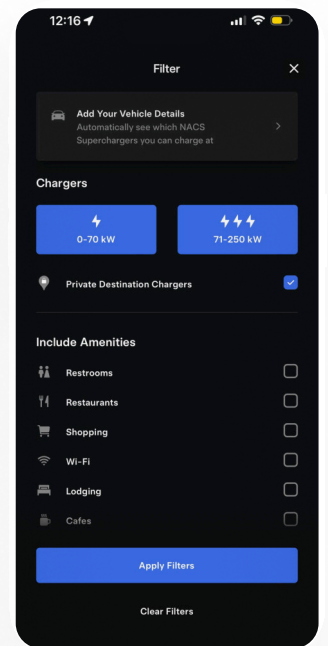 12:16
Filter
Add Your Vehicle Details
Automatically see which NACS
Superchargers you can charge at
Chargers
0-70 kW
71-250 kW
Private Destination Chargers
Include Amenities
Restrooms
Restaurants
Shopping
Wi-Fi
Lodging
Cafes
Apply Filters
Clear Filters